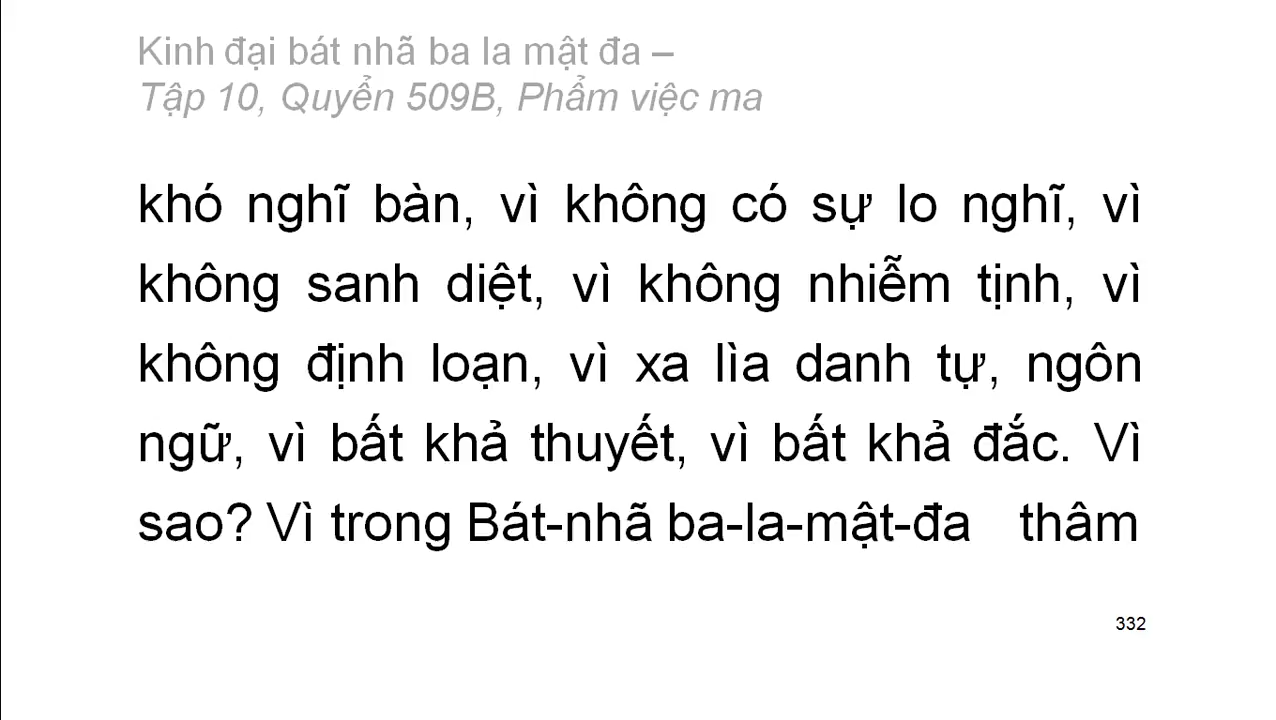 Kinh đại bát nhã ba la mật đa –
Tập 10, Quyển 509B, Phẩm việc ma
khó nghĩ bàn, vì không có sự lo nghĩ, vì
không sanh diệt, vì không nhiễm tịnh, vì
không định loạn, vì xa lìa danh tự, ngôn
ngữ, vì bất khả thuyết, vì bất khả đắc. Vì
sao? Vì trong Bát-nhã ba-la-mật-đa thâm
332